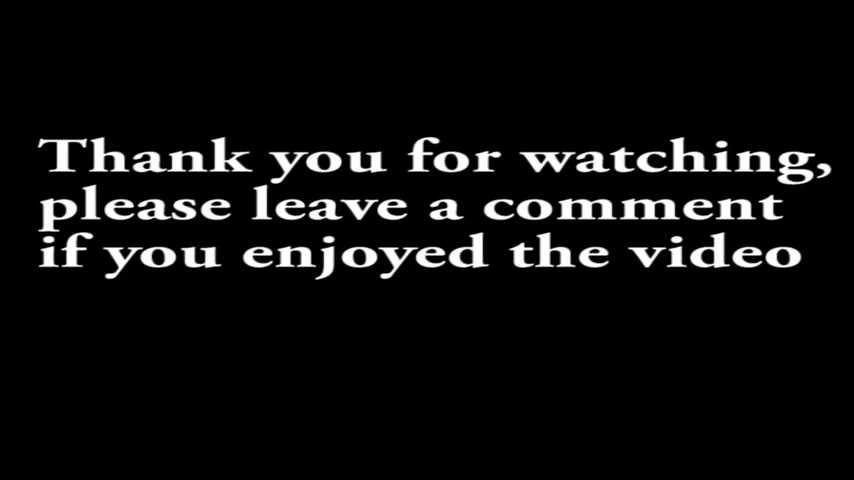 Thank you for watching,
please leave a comment
if you enjoyed the video